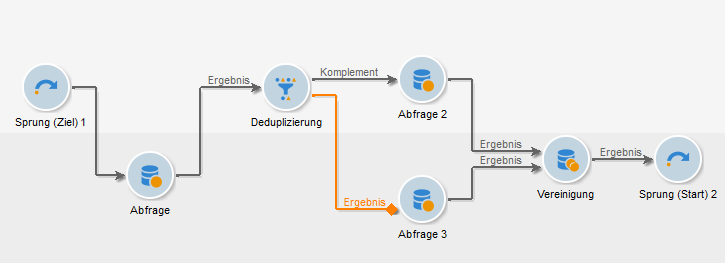 Sprung (Ziel) 1
Abfrage
Ergebnis
Deduplizierung
Komplement
Abfrage 2
Ergebnis
Abfrage 3
Ergebnis
Ergebnis
Vereinigung
Ergebnis
Sprung (Start) 2